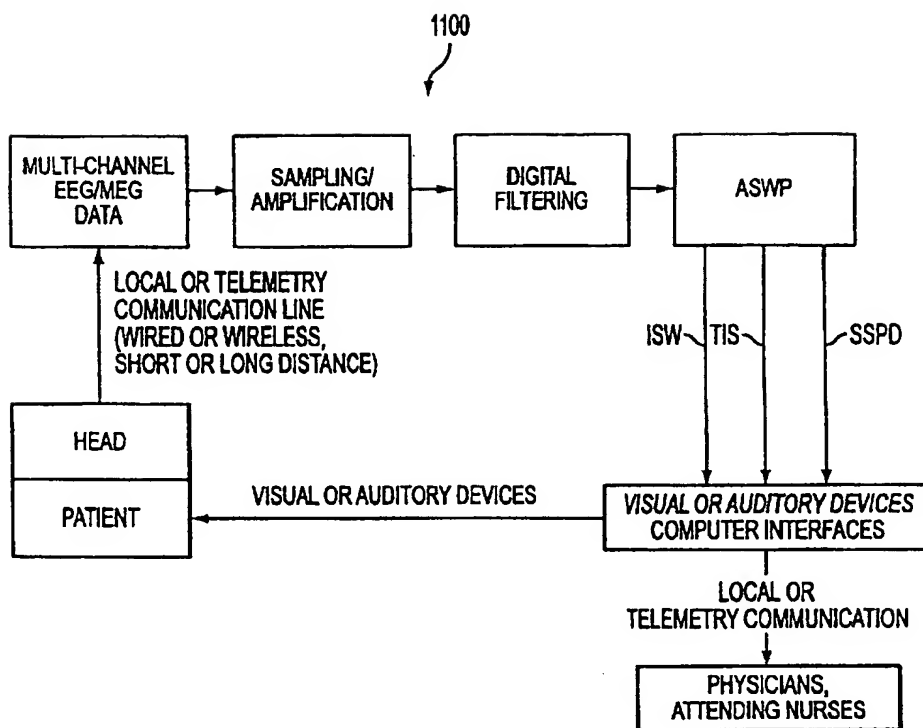 1100
MULTI-CHANNEL
EEG/MEG
DATA
SAMPLING/
AMPLIFICATION
DIGITAL
FILTERING
ASWP
LOCAL OR TELEMETRY
COMMUNICATION LINE
(WIRED OR WIRELESS,
SHORT OR LONG DISTANCE)
ISW
TIS
SSPD
HEAD
PATIENT
VISUAL OR AUDITORY DEVICES
VISUAL OR AUDITORY DEVICES
COMPUTER INTERFACES
LOCAL OR
TELEMETRY COMMUNICATION
PHYSICIANS,
ATTENDING NURSES